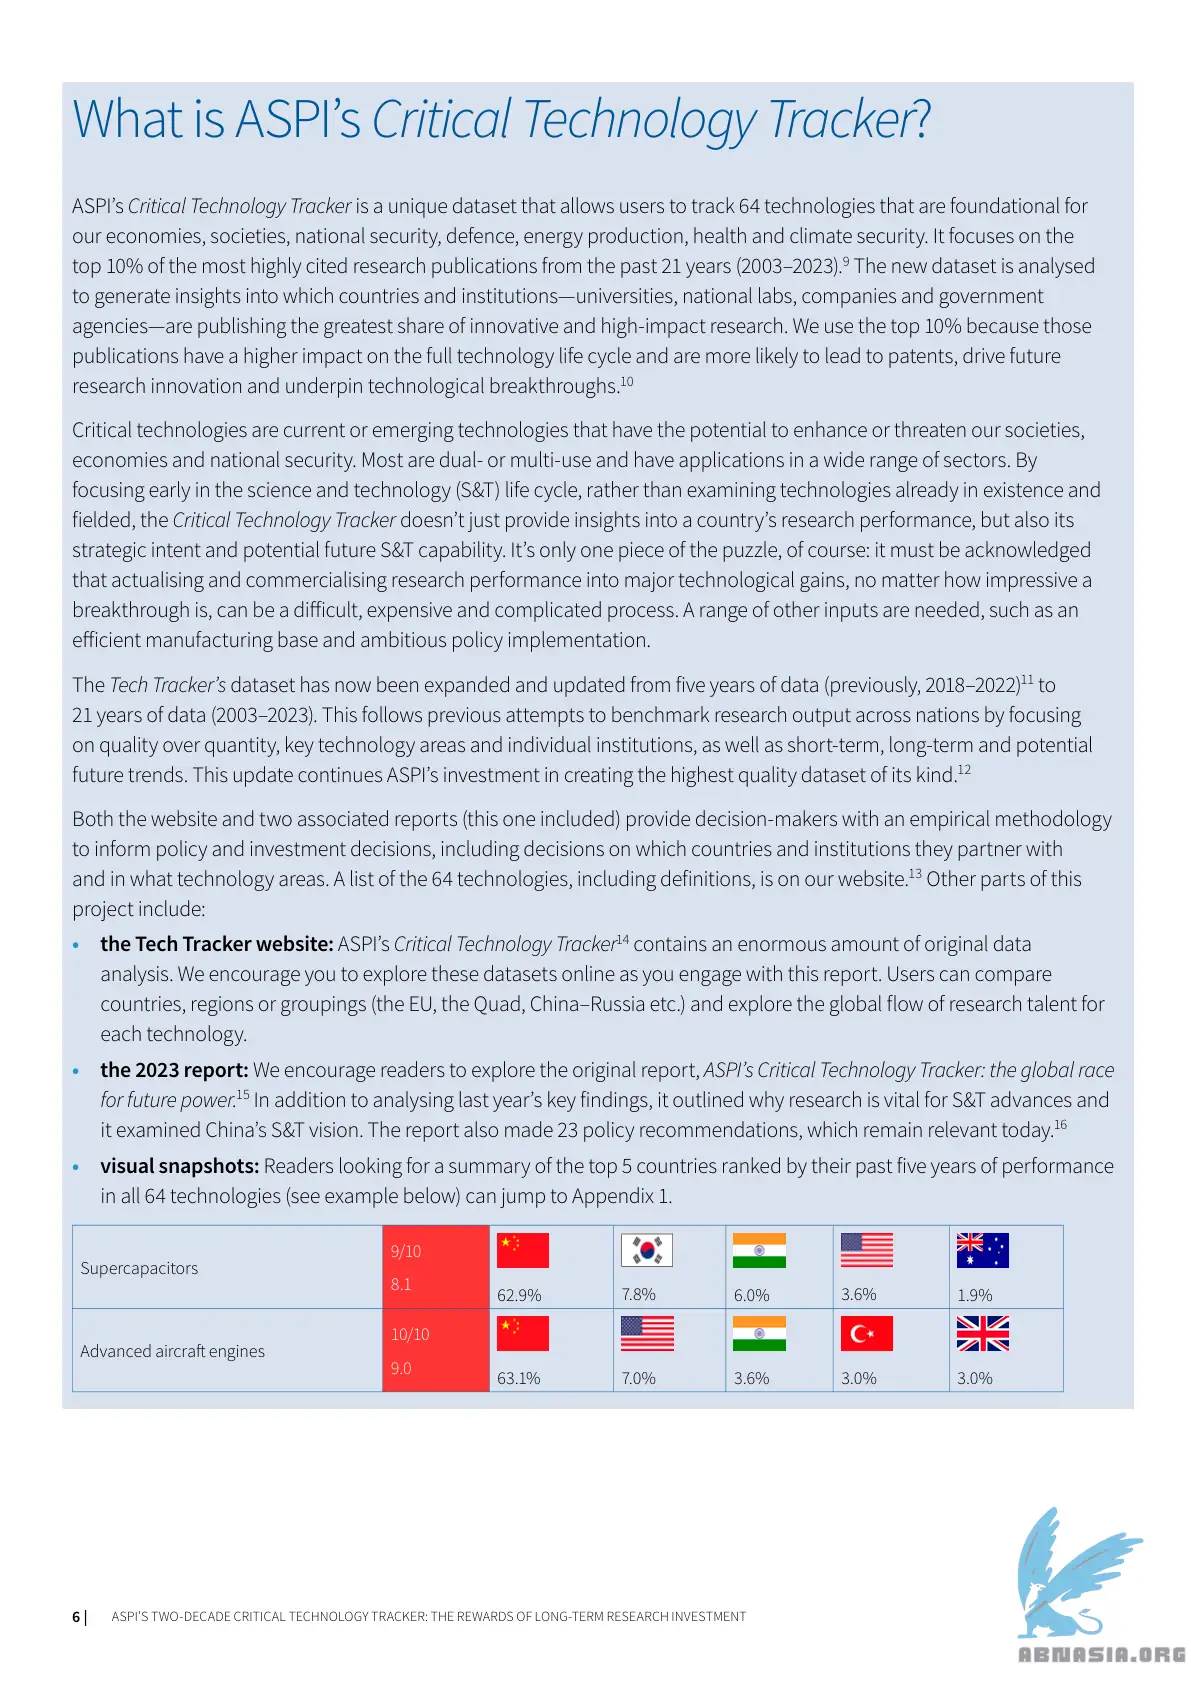 What is ASPI’s Critical Technology Tracker?
ASPI’s Critical Technology Tracker is a unique dataset that allows users to track 64 technologies that are foundational for
our economies, societies, national security, defence, energy production, health and climate security. It focuses on the
top 10% of the most highly cited research publications from the past 21 years (2003–2023).9 The new dataset is analysed
to generate insights into which countries and institutions—universities, national labs, companies and government
agencies—are publishing the greatest share of innovative and high-impact research. We use the top 10% because those
publications have a higher impact on the full technology life cycle and are more likely to lead to patents, drive future
research innovation and underpin technological breakthroughs.10
Critical technologies are current or emerging technologies that have the potential to enhance or threaten our societies,
economies and national security. Most are dual- or multi-use and have applications in a wide range of sectors. By
focusing early in the science and technology (S&T) life cycle, rather than examining technologies already in existence and
fielded, the Critical Technology Tracker doesn’t just provide insights into a country’s research performance, but also its
strategic intent and potential future S&T capability. It’s only one piece of the puzzle, of course: it must be acknowledged
that actualising and commercialising research performance into major technological gains, no matter how impressive a
breakthrough is, can be a difficult, expensive and complicated process. A range of other inputs are needed, such as an
efficient manufacturing base and ambitious policy implementation.
The Tech Tracker’s dataset has now been expanded and updated from five years of data (previously, 2018–2022)11 to
21 years of data (2003–2023). This follows previous attempts to benchmark research output across nations by focusing
on quality over quantity, key technology areas and individual institutions, as well as short-term, long-term and potential
future trends. This update continues ASPI’s investment in creating the highest quality dataset of its kind.12
Both the website and two associated reports (this one included) provide decision-makers with an empirical methodology
to inform policy and investment decisions, including decisions on which countries and institutions they partner with
and in what technology areas. A list of the 64 technologies, including definitions, is on our website.13 Other parts of this
project include:
• the Tech Tracker website: ASPI’s Critical Technology Tracker14 contains an enormous amount of original data
analysis. We encourage you to explore these datasets online as you engage with this report. Users can compare
countries, regions or groupings (the EU, the Quad, China–Russia etc.) and explore the global flow of research talent for
each technology.
• the 2023 report: We encourage readers to explore the original report, ASPI’s Critical Technology Tracker: the global race
for future power.15 In addition to analysing last year’s key findings, it outlined why research is vital for S&T advances and
it examined China’s S&T vision. The report also made 23 policy recommendations, which remain relevant today.16
• visual snapshots: Readers looking for a summary of the top 5 countries ranked by their past five years of performance
in all 64 technologies (see example below) can jump to Appendix 1.
Supercapacitors
9/10
8.1
62.9%
7.8%
6.0%
3.6%
1.9%
Advanced aircraft engines
10/10
9.0
63.1%
7.0%
3.6%
3.0%
3.0%
6 | ASPI’S TWO-DECADE CRITICAL TECHNOLOGY TRACKER: THE REWARDS OF LONG-TERM RESEARCH INVESTMENT
ABNASIA.ORG